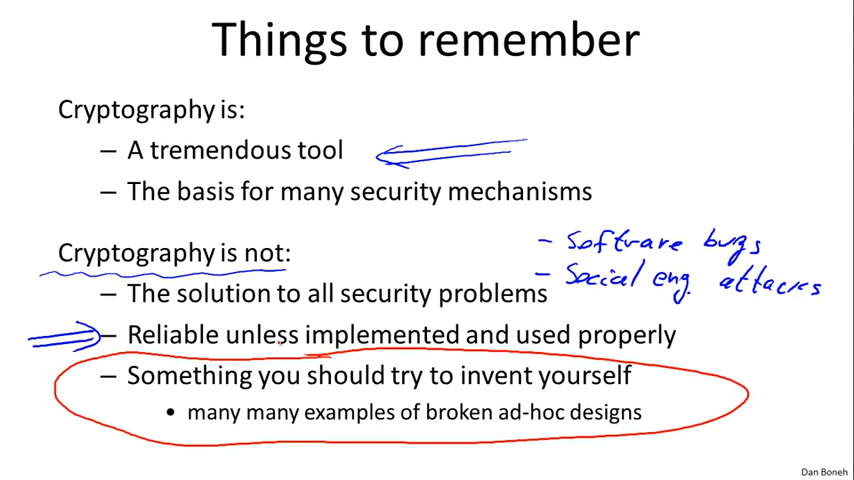 Things to remember
Cryptography is:
– A tremendous tool
– The basis for many security mechanisms
Cryptography is not:
– Software bugs
– Social eng. attacks
– The solution to all security problems
– Reliable unless implemented and used properly
– Something you should try to invent yourself
• many many examples of broken ad-hoc designs
Dan Boneh